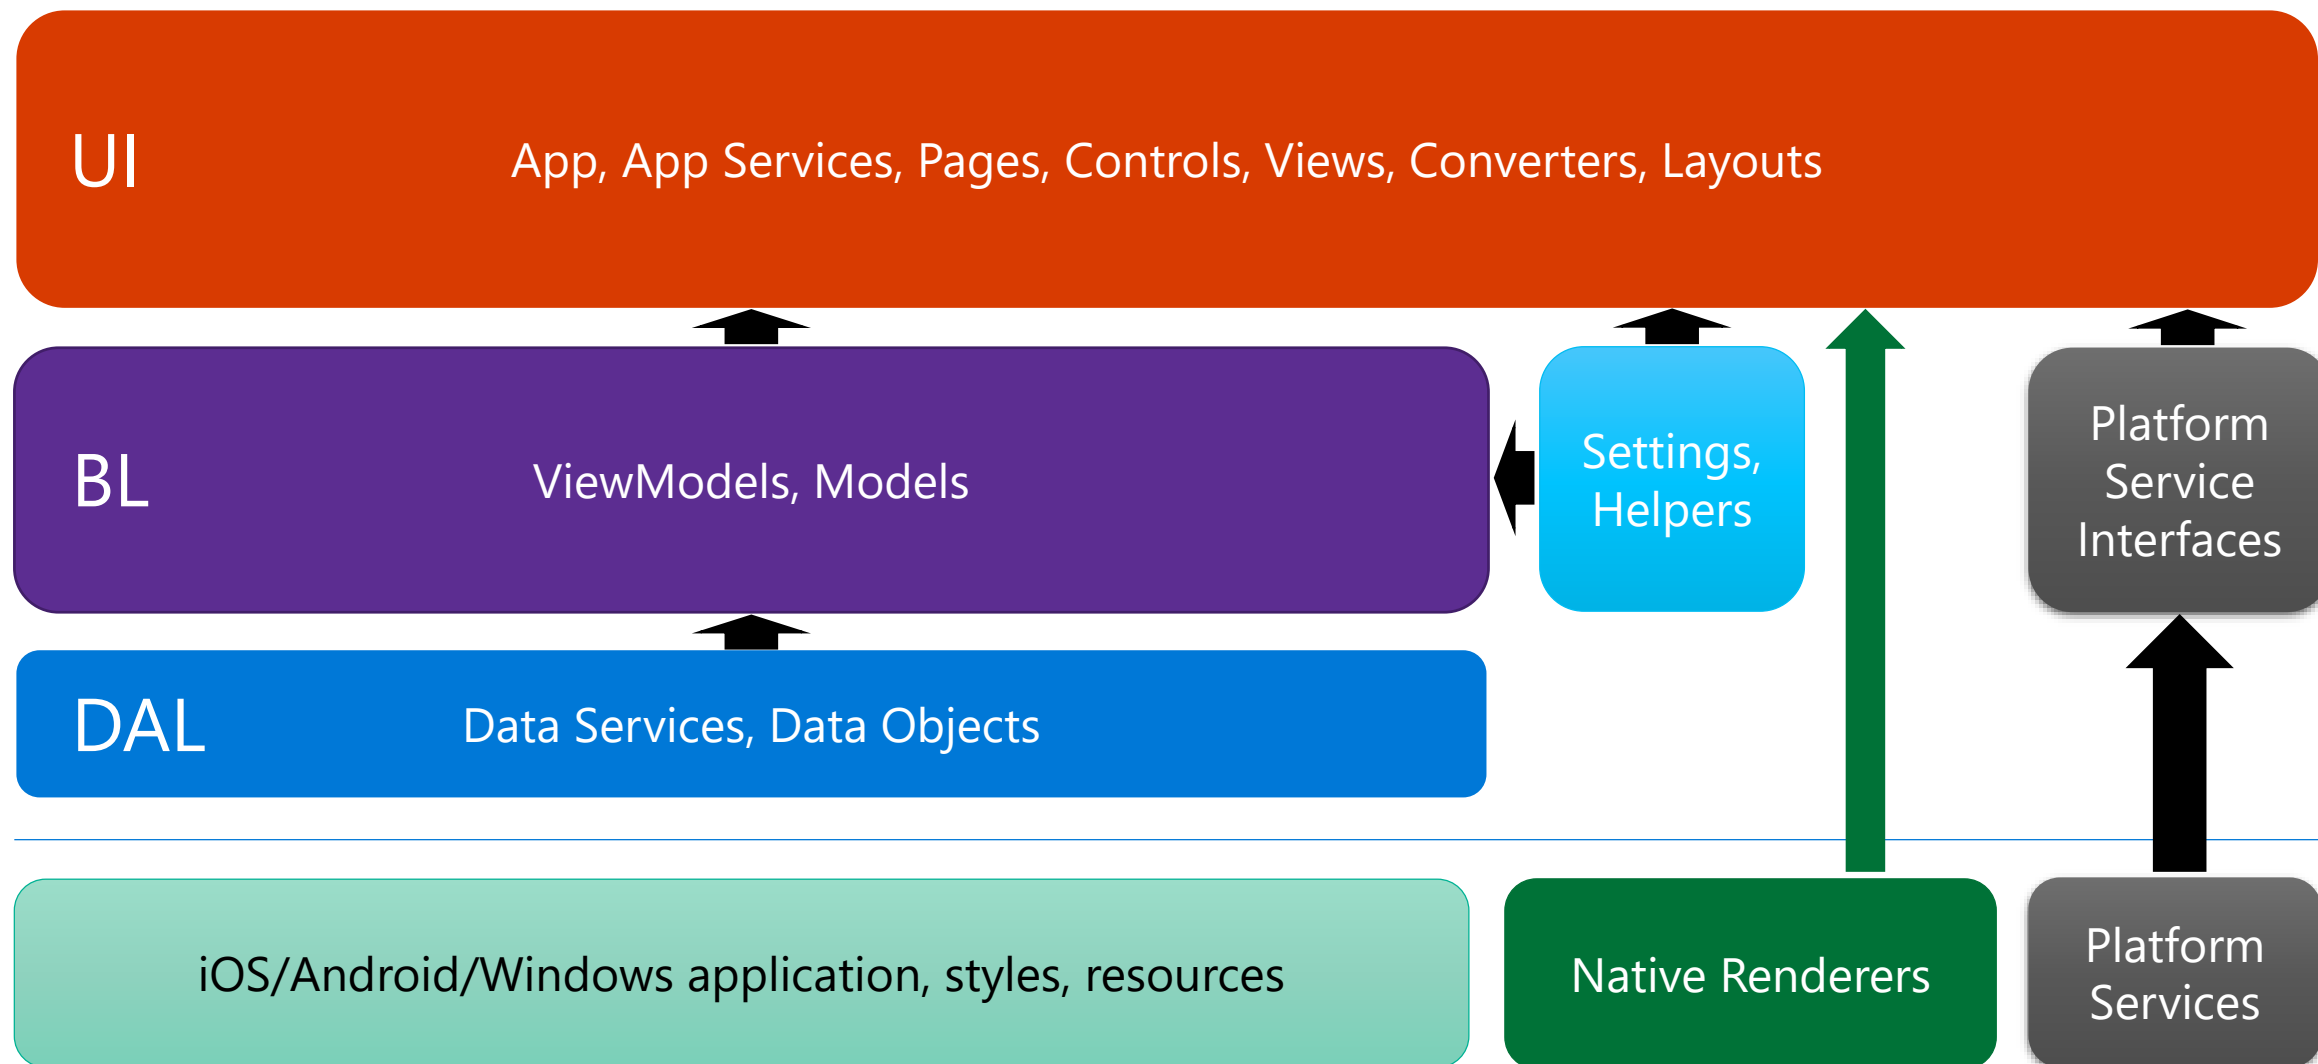 UI
App, App Services, Pages, Controls, Views, Converters, Layouts
BL
ViewModels, Models
Settings,
Helpers
Platform
Service
Interfaces
DAL
Data Services, Data Objects
iOS/Android/Windows application, styles, resources
Native Renderers
Platform
Services